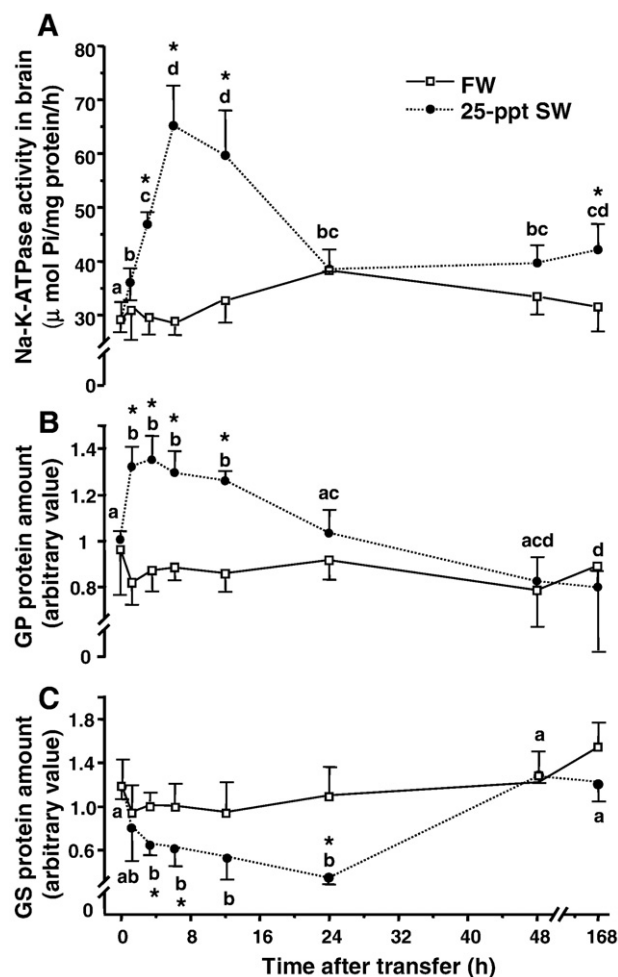 A
Na-K-ATPase activity in brain
(μ mol Pi/mg protein/h)
80
70
60
50
40
30
0
FW
25-ppt SW
* * 
d d
*
c
b
a
bc bc
*
cd
B
GP protein amount
(arbitrary value)
1.4
1.2
1
0.8
0
* * * *
b b b b
a
ac
acd
d
C
GS protein amount
(arbitrary value)
1.8
1.4
1.0
0.6
0
a
ab
b
*
b
*
b
*
b
a
a
0 8 16 24 32 40 48 168
Time after transfer (h)